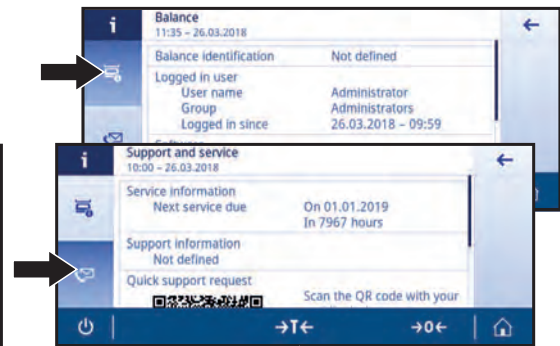 i
Balance
11:35 – 26.03.2018
Balance identification Not defined
Logged in user
User name Administrator
Group Administrators
Logged in since 26.03.2018 – 09:59
i
Support and service
10:00 – 26.03.2018
Service information
Next service due On 01.01.2019
In 7967 hours
Support information
Not defined
Quick support request
Scan the QR code with your
→T← →0←